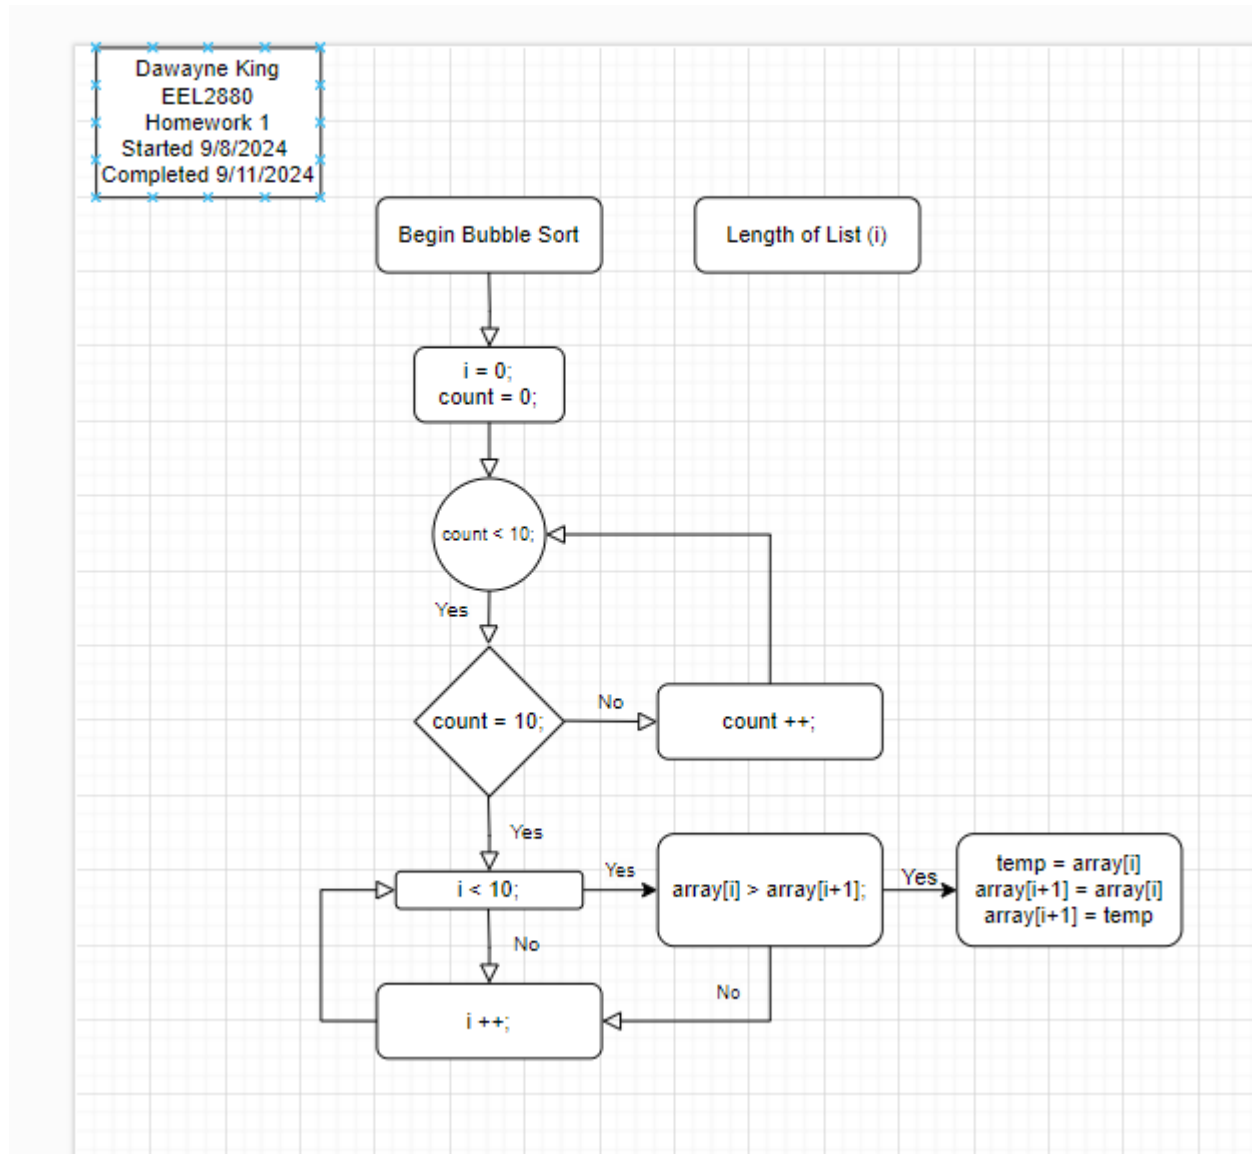 Dawayne King
EEL2880
Homework 1
Started 9/8/2024
Completed 9/11/2024
Begin Bubble Sort
Length of List (i)
i = 0;
count = 0;
count < 10;
Yes
count = 10;
No
count ++;
Yes
i < 10;
Yes
array[i] > array[i+1];
Yes
temp = array[i]
array[i+1] = array[i]
array[i+1] = temp
No
No
i ++;